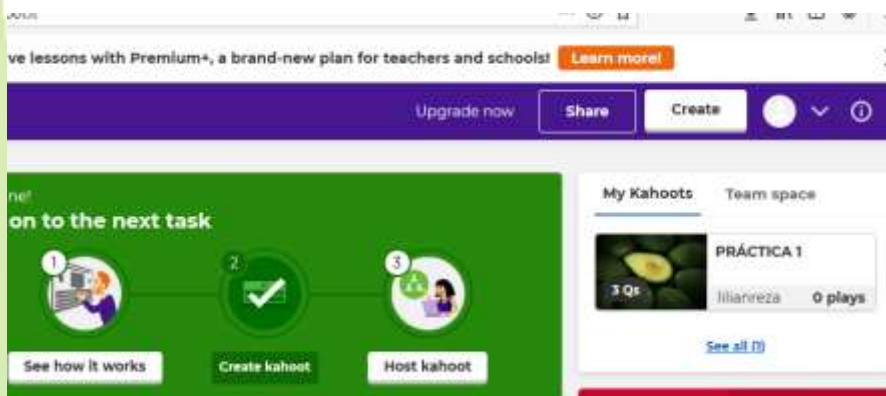 ve lessons with Premium+, a brand-new plan for teachers and schools! Learn more!
Upgrade now Share Create
ne!
on to the next task
1 2 3
See how it works Create kahoot Host kahoot
My Kahoots Team space
PRÁCTICA 1
3 Qs
lilianreza 0 plays
See all (1)